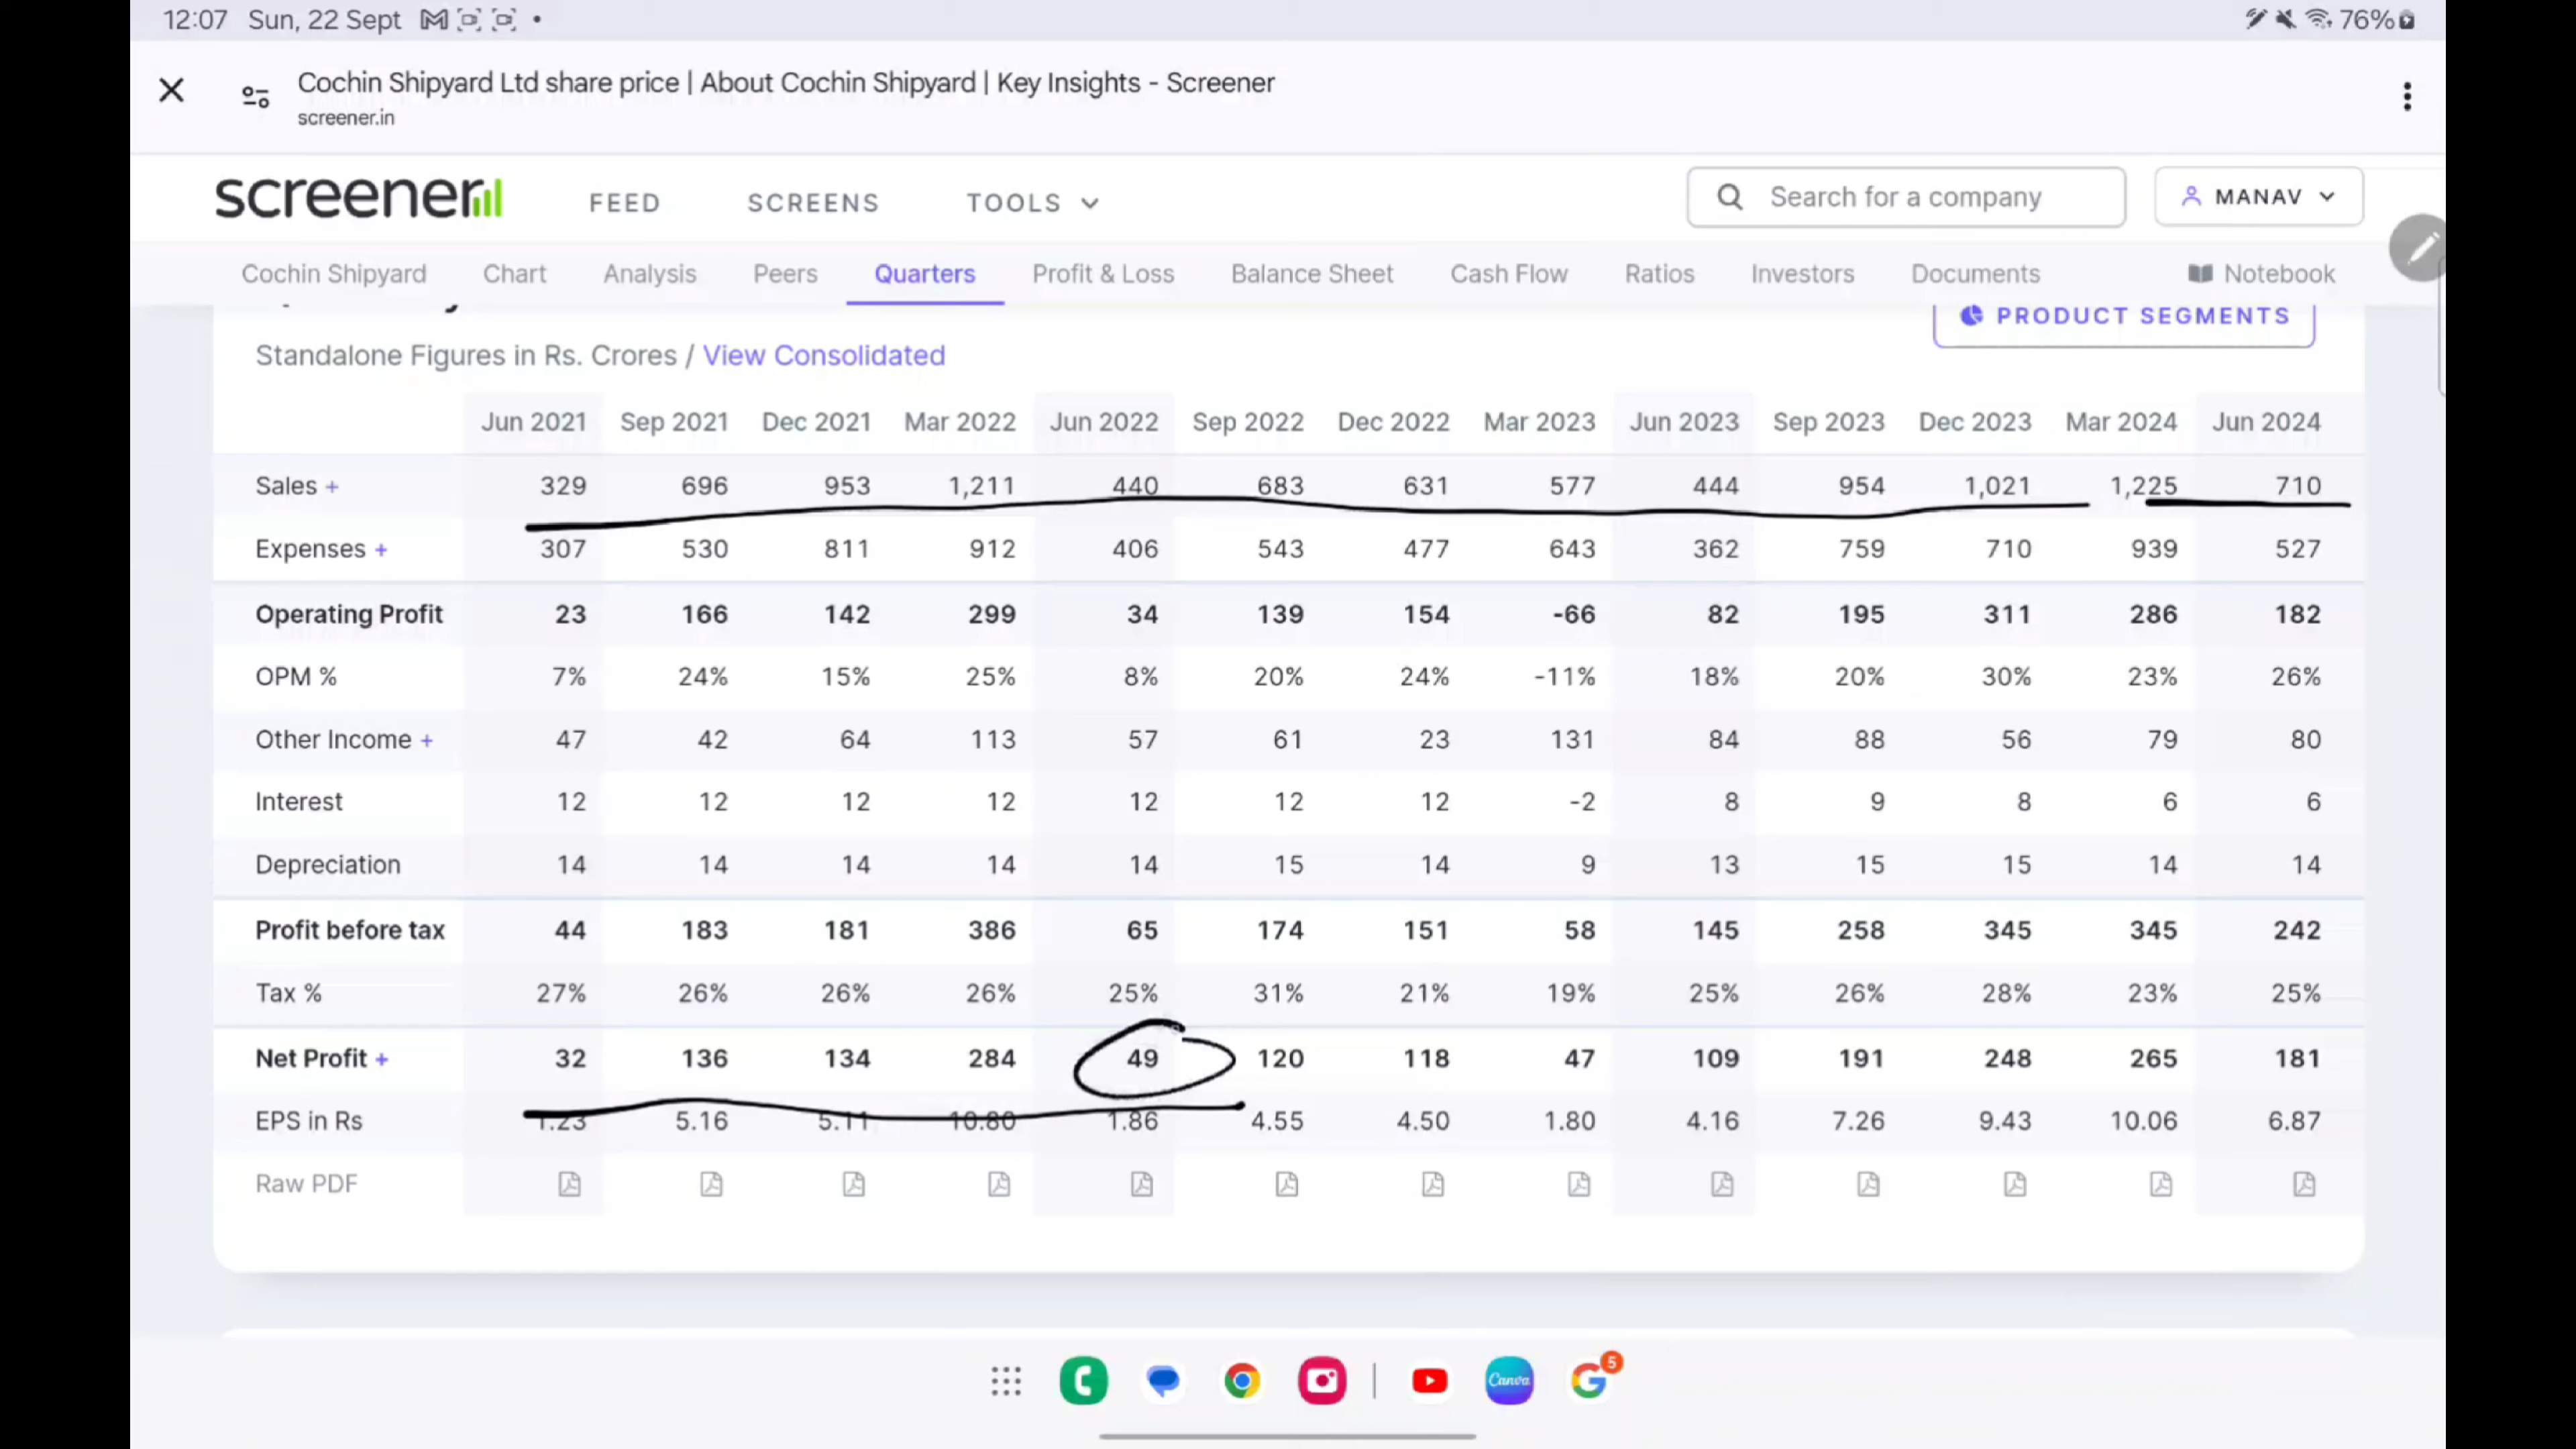 12:07 Sun, 22 Sept 76%
Cochin Shipyard Ltd share price | About Cochin Shipyard | Key Insights - Screener
screener.in
screener FEED SCREENS TOOLS Search for a company MANAV
Cochin Shipyard Chart Analysis Peers Quarters Profit & Loss Balance Sheet Cash Flow Ratios Investors Documents Notebook
PRODUCT SEGMENTS
Standalone Figures in Rs. Crores / View Consolidated
Jun 2021 Sep 2021 Dec 2021 Mar 2022 Jun 2022 Sep 2022 Dec 2022 Mar 2023 Jun 2023 Sep 2023 Dec 2023 Mar 2024 Jun 2024
Sales + 329 696 953 1,211 440 683 631 577 444 954 1,021 1,225 710
Expenses + 307 530 811 912 406 543 477 643 362 759 710 939 527
Operating Profit 23 166 142 299 34 139 154 -66 82 195 311 286 182
OPM % 7% 24% 15% 25% 8% 20% 24% -11% 18% 20% 30% 23% 26%
Other Income + 47 42 64 113 57 61 23 131 84 88 56 79 80
Interest 12 12 12 12 12 12 12 -2 8 9 8 6 6
Depreciation 14 14 14 14 14 15 14 9 13 15 15 14 14
Profit before tax 44 183 181 386 65 174 151 58 145 258 345 345 242
Tax % 27% 26% 26% 26% 25% 31% 21% 19% 25% 26% 28% 23% 25%
Net Profit + 32 136 134 284 49 120 118 47 109 191 248 265 181
EPS in Rs 1.23 5.16 5.11 10.80 1.86 4.55 4.50 1.80 4.16 7.26 9.43 10.06 6.87
Raw PDF
Canva 5